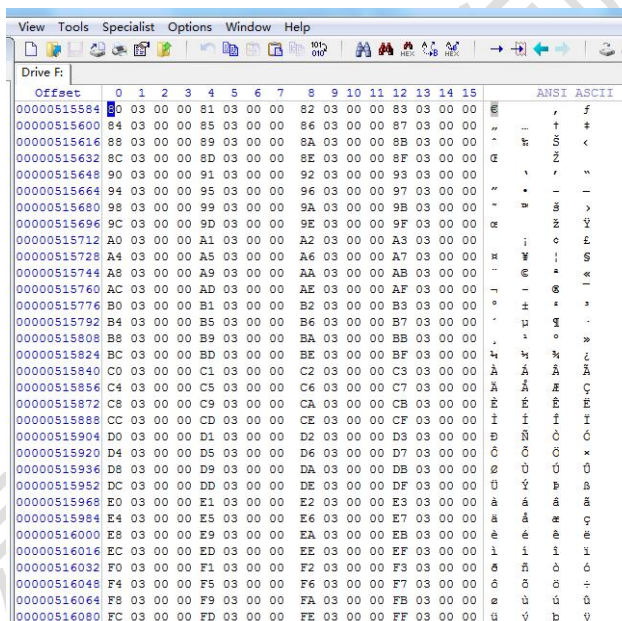 View Tools Specialist Options Window Help
Drive F:
Offset 0 1 2 3 4 5 6 7 8 9 10 11 12 13 14 15 ANSI ASCII
00000515584 80 03 00 00 81 03 00 00 82 03 00 00 83 03 00 00 € ‚ ƒ
00000515600 84 03 00 00 85 03 00 00 86 03 00 00 87 03 00 00 „ … † ‡
00000515616 88 03 00 00 89 03 00 00 8A 03 00 00 8B 03 00 00 ˆ ‰ Š ‹
00000515632 8C 03 00 00 8D 03 00 00 8E 03 00 00 8F 03 00 00 Œ Ž
00000515648 90 03 00 00 91 03 00 00 92 03 00 00 93 03 00 00 ‘ ’ “
00000515664 94 03 00 00 95 03 00 00 96 03 00 00 97 03 00 00 ” • – —
00000515680 98 03 00 00 99 03 00 00 9A 03 00 00 9B 03 00 00 ˜ ™ š ›
00000515696 9C 03 00 00 9D 03 00 00 9E 03 00 00 9F 03 00 00 œ ž Ÿ
00000515712 A0 03 00 00 A1 03 00 00 A2 03 00 00 A3 03 00 00 ¡ ¢ £
00000515728 A4 03 00 00 A5 03 00 00 A6 03 00 00 A7 03 00 00 ¤ ¥ ¦ §
00000515744 A8 03 00 00 A9 03 00 00 AA 03 00 00 AB 03 00 00 ¨ © ª «
00000515760 AC 03 00 00 AD 03 00 00 AE 03 00 00 AF 03 00 00 ¬ - ® ¯
00000515776 B0 03 00 00 B1 03 00 00 B2 03 00 00 B3 03 00 00 ° ± ² ³
00000515792 B4 03 00 00 B5 03 00 00 B6 03 00 00 B7 03 00 00 ´ µ ¶ ·
00000515808 B8 03 00 00 B9 03 00 00 BA 03 00 00 BB 03 00 00 ¸ ¹ º »
00000515824 BC 03 00 00 BD 03 00 00 BE 03 00 00 BF 03 00 00 ¼ ½ ¾ ¿
00000515840 C0 03 00 00 C1 03 00 00 C2 03 00 00 C3 03 00 00 À Á Â Ã
00000515856 C4 03 00 00 C5 03 00 00 C6 03 00 00 C7 03 00 00 Ä Å Æ Ç
00000515872 C8 03 00 00 C9 03 00 00 CA 03 00 00 CB 03 00 00 È É Ê Ë
00000515888 CC 03 00 00 CD 03 00 00 CE 03 00 00 CF 03 00 00 Ì Í Î Ï
00000515904 D0 03 00 00 D1 03 00 00 D2 03 00 00 D3 03 00 00 Ð Ñ Ò Ó
00000515920 D4 03 00 00 D5 03 00 00 D6 03 00 00 D7 03 00 00 Ô Õ Ö ×
00000515936 D8 03 00 00 D9 03 00 00 DA 03 00 00 DB 03 00 00 Ø Ù Ú Û
00000515952 DC 03 00 00 DD 03 00 00 DE 03 00 00 DF 03 00 00 Ü Ý Þ ß
00000515968 E0 03 00 00 E1 03 00 00 E2 03 00 00 E3 03 00 00 à á â ã
00000515984 E4 03 00 00 E5 03 00 00 E6 03 00 00 E7 03 00 00 ä å æ ç
00000516000 E8 03 00 00 E9 03 00 00 EA 03 00 00 EB 03 00 00 è é ê ë
00000516016 EC 03 00 00 ED 03 00 00 EE 03 00 00 EF 03 00 00 ì í î ï
00000516032 F0 03 00 00 F1 03 00 00 F2 03 00 00 F3 03 00 00 ð ñ ò ó
00000516048 F4 03 00 00 F5 03 00 00 F6 03 00 00 F7 03 00 00 ô õ ö ÷
00000516064 F8 03 00 00 F9 03 00 00 FA 03 00 00 FB 03 00 00 ø ù ú û
00000516080 FC 03 00 00 FD 03 00 00 FE 03 00 00 FF 03 00 00 ü ý þ ÿ